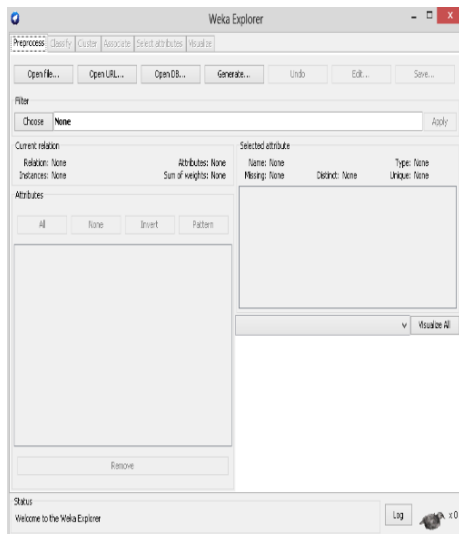 Weka Explorer
Preprocess Classify Cluster Associate Select attributes Visualize
Open file... Open URL... Open DB... Generate... Undo Edit... Save...
Filter
Choose None Apply
Current relation
Relation: None Attributes: None
Instances: None Sum of weights: None
Selected attribute
Name: None Type: None
Missing: None Distinct: None Unique: None
Attributes
All None Invert Pattern
Visualize All
Remove
Status
Welcome to the Weka Explorer
Log x 0